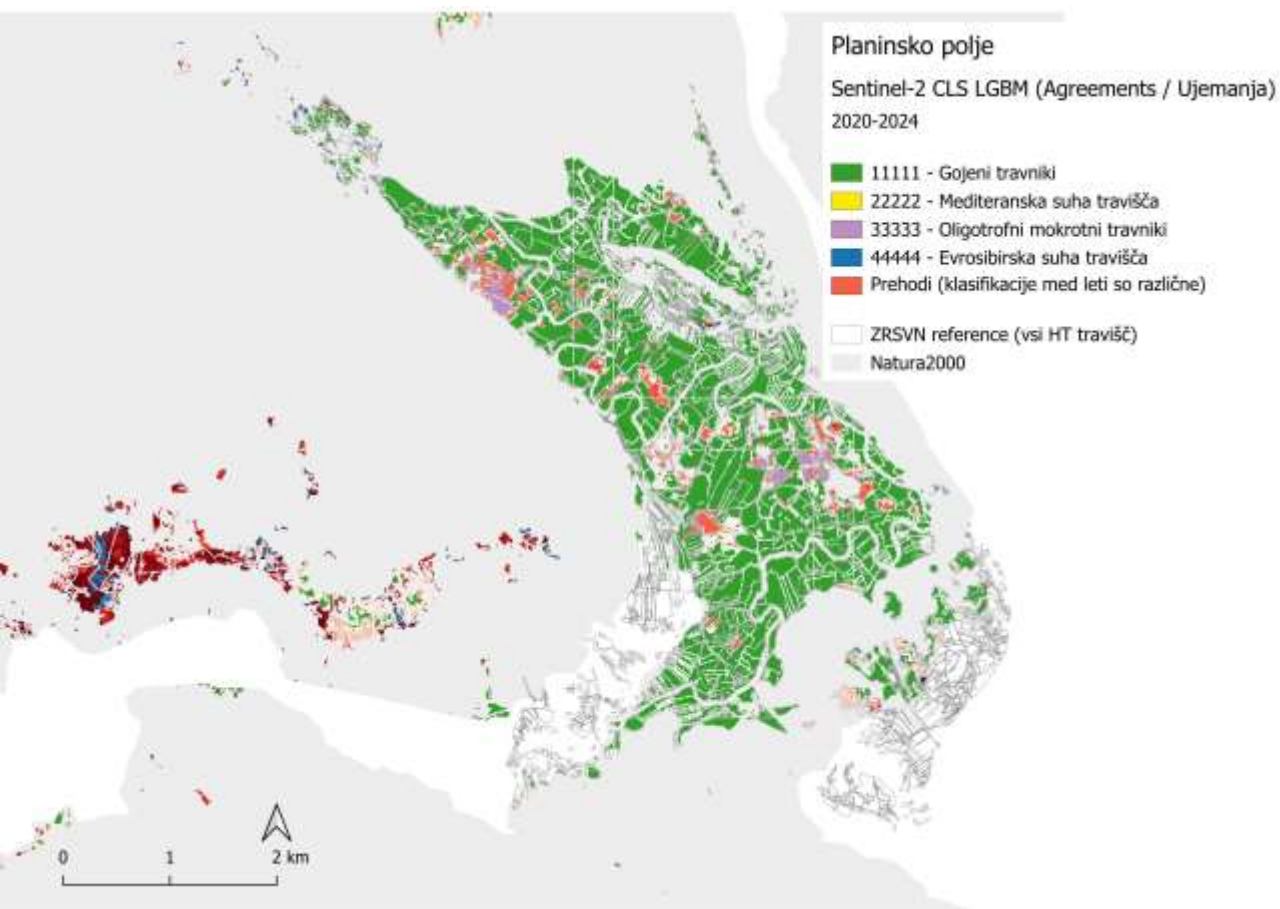 Planinsko polje
Sentinel-2 CLS LGBM (Agreements / Ujemanja)
2020-2024
11111 - Gojeni travniki
22222 - Mediteranska suha travišča
33333 - Oligotrofni mokrotni travniki
44444 - Evrosibirska suha travišča
Prehodi (klasifikacije med leti so različne)
ZRSVN reference (vsi HT travišč)
Natura2000
0 1 2 km